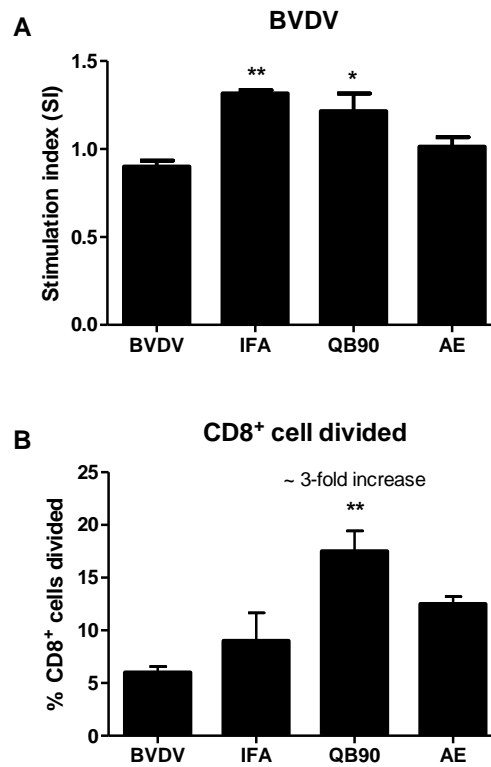 A
BVDV
Stimulation index (SI)
1.5
1.0
0.5
0.0
**
*
BVDV IFA QB90 AE
B
CD8⁺ cell divided
% CD8⁺ cells divided
25
20
15
10
5
0
~ 3-fold increase
**
BVDV IFA QB90 AE